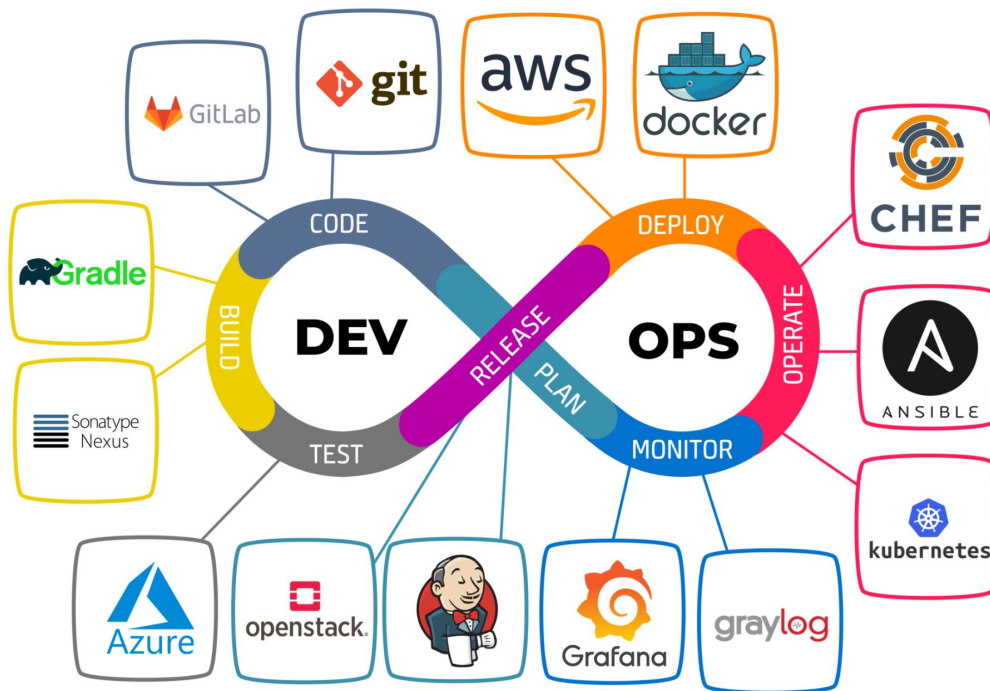 GitLab
git
aws
docker
CHEF
CODE
DEPLOY
Gradle
BUILD
DEV
RELEASE
PLAN
OPS
OPERATE
Sonatype
Nexus
ANSIBLE
TEST
MONITOR
kubernetes
Azure
openstack.
Grafana
graylog